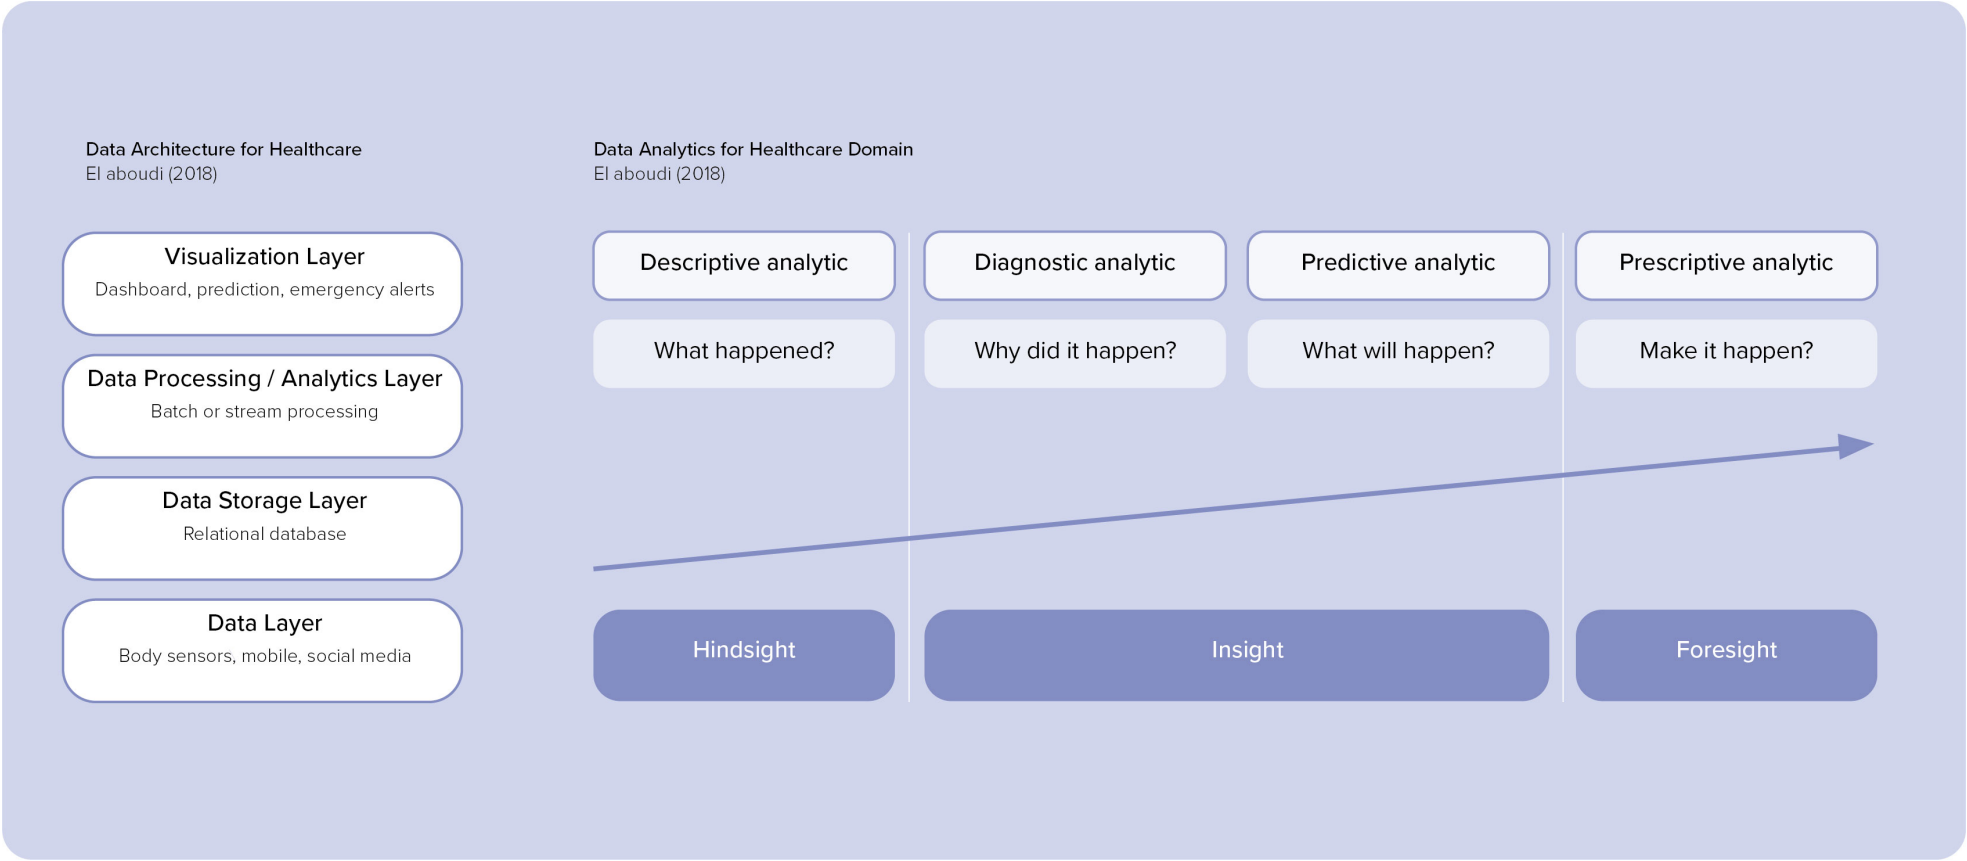 Data Architecture for Healthcare
El aboudi (2018)
Visualization Layer
Dashboard, prediction, emergency alerts
Data Processing / Analytics Layer
Batch or stream processing
Data Storage Layer
Relational database
Data Layer
Body sensors, mobile, social media
Data Analytics for Healthcare Domain
El aboudi (2018)
Descriptive analytic
Diagnostic analytic
Predictive analytic
Prescriptive analytic
What happened?
Why did it happen?
What will happen?
Make it happen?
Hindsight
Insight
Foresight